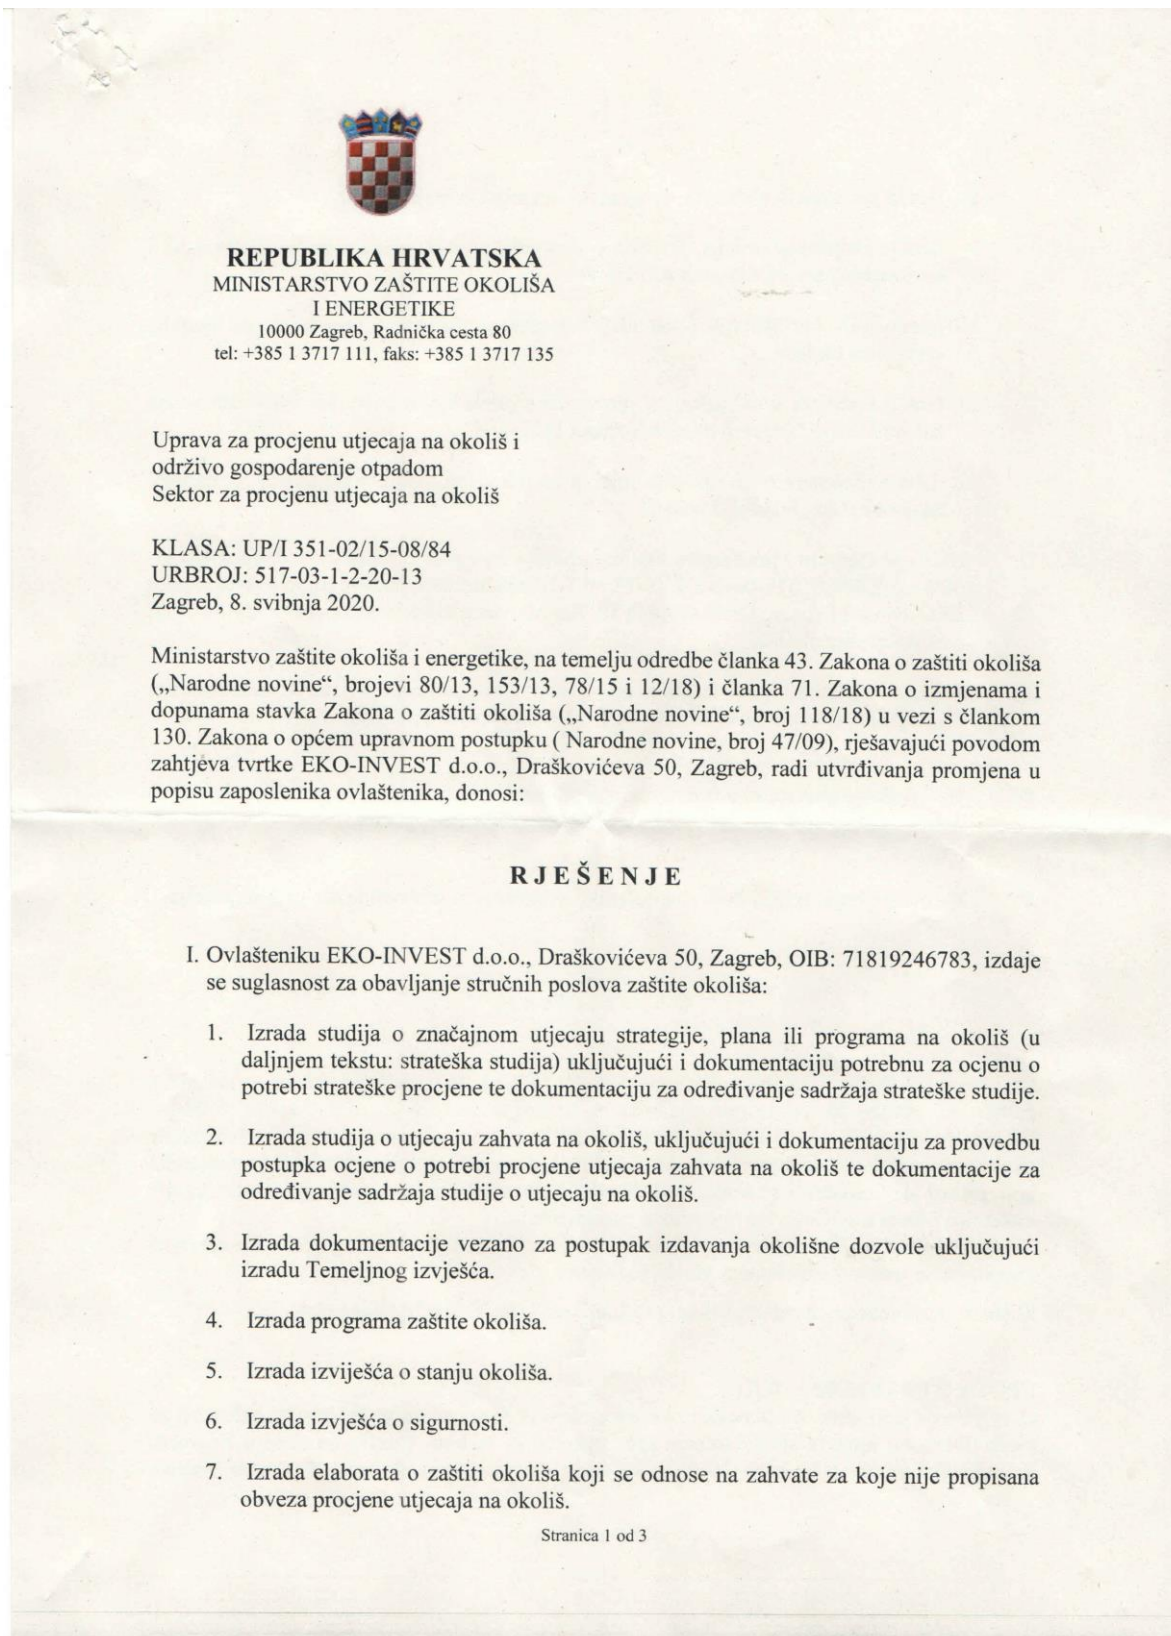 REPUBLIKA HRVATSKA
MINISTARSTVO ZAŠTITE OKOLIŠA
I ENERGETIKE
10000 Zagreb, Radnička cesta 80
tel: +385 1 3717 111, faks: +385 1 3717 135
Uprava za procjenu utjecaja na okoliš i
održivo gospodarenje otpadom
Sektor za procjenu utjecaja na okoliš
KLASA: UP/I 351-02/15-08/84
URBROJ: 517-03-1-2-20-13
Zagreb, 8. svibnja 2020.
Ministarstvo zaštite okoliša i energetike, na temelju odredbe članka 43. Zakona o zaštiti okoliša
(„Narodne novine“, brojevi 80/13, 153/13, 78/15 i 12/18) i članka 71. Zakona o izmjenama i
dopunama stavka Zakona o zaštiti okoliša („Narodne novine“, broj 118/18) u vezi s člankom
130. Zakona o općem upravnom postupku ( Narodne novine, broj 47/09), rješavajući povodom
zahtjeva tvrtke EKO-INVEST d.o.o., Draškovićeva 50, Zagreb, radi utvrđivanja promjena u
popisu zaposlenika ovlaštenika, donosi:
R J E Š E N J E
I. Ovlašteniku EKO-INVEST d.o.o., Draškovićeva 50, Zagreb, OIB: 71819246783, izdaje
se suglasnost za obavljanje stručnih poslova zaštite okoliša:
1. Izrada studija o značajnom utjecaju strategije, plana ili programa na okoliš (u
daljnjem tekstu: strateška studija) uključujući i dokumentaciju potrebnu za ocjenu o
potrebi strateške procjene te dokumentaciju za određivanje sadržaja strateške studije.
2. Izrada studija o utjecaju zahvata na okoliš, uključujući i dokumentaciju za provedbu
postupka ocjene o potrebi procjene utjecaja zahvata na okoliš te dokumentacije za
određivanje sadržaja studije o utjecaju na okoliš.
3. Izrada dokumentacije vezano za postupak izdavanja okolišne dozvole uključujući
izradu Temeljnog izvješća.
4. Izrada programa zaštite okoliša.
5. Izrada izviješća o stanju okoliša.
6. Izrada izvješća o sigurnosti.
7. Izrada elaborata o zaštiti okoliša koji se odnose na zahvate za koje nije propisana
obveza procjene utjecaja na okoliš.
Stranica 1 od 3